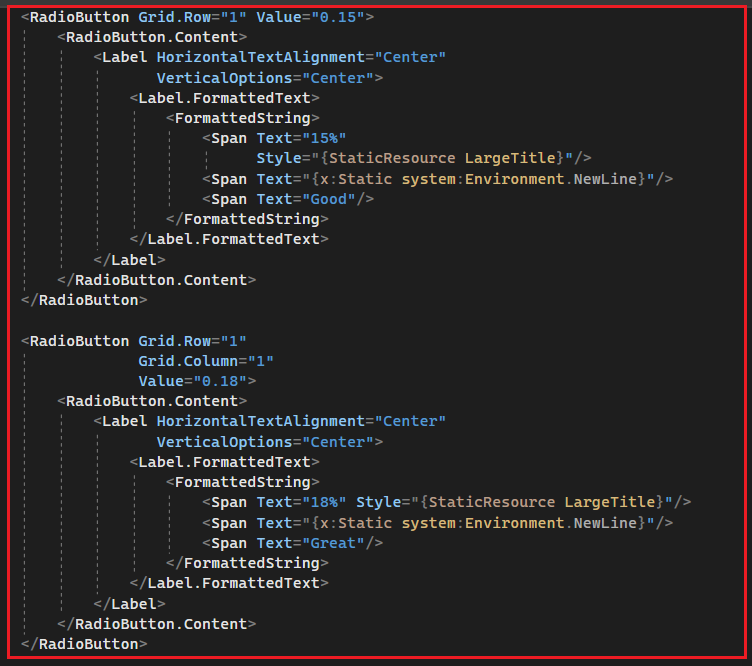 <RadioButton Grid.Row="1" Value="0.15">
    <RadioButton.Content>
        <Label HorizontalTextAlignment="Center"
               VerticalOptions="Center">
            <Label.FormattedText>
                <FormattedString>
                    <Span Text="15%"
                          Style="{StaticResource LargeTitle}"/>
                    <Span Text="{x:Static system:Environment.NewLine}"/>
                    <Span Text="Good"/>
                </FormattedString>
            </Label.FormattedText>
        </Label>
    </RadioButton.Content>
</RadioButton>

<RadioButton Grid.Row="1"
             Grid.Column="1"
             Value="0.18">
    <RadioButton.Content>
        <Label HorizontalTextAlignment="Center"
               VerticalOptions="Center">
            <Label.FormattedText>
                <FormattedString>
                    <Span Text="18%" Style="{StaticResource LargeTitle}"/>
                    <Span Text="{x:Static system:Environment.NewLine}"/>
                    <Span Text="Great"/>
                </FormattedString>
            </Label.FormattedText>
        </Label>
    </RadioButton.Content>
</RadioButton>